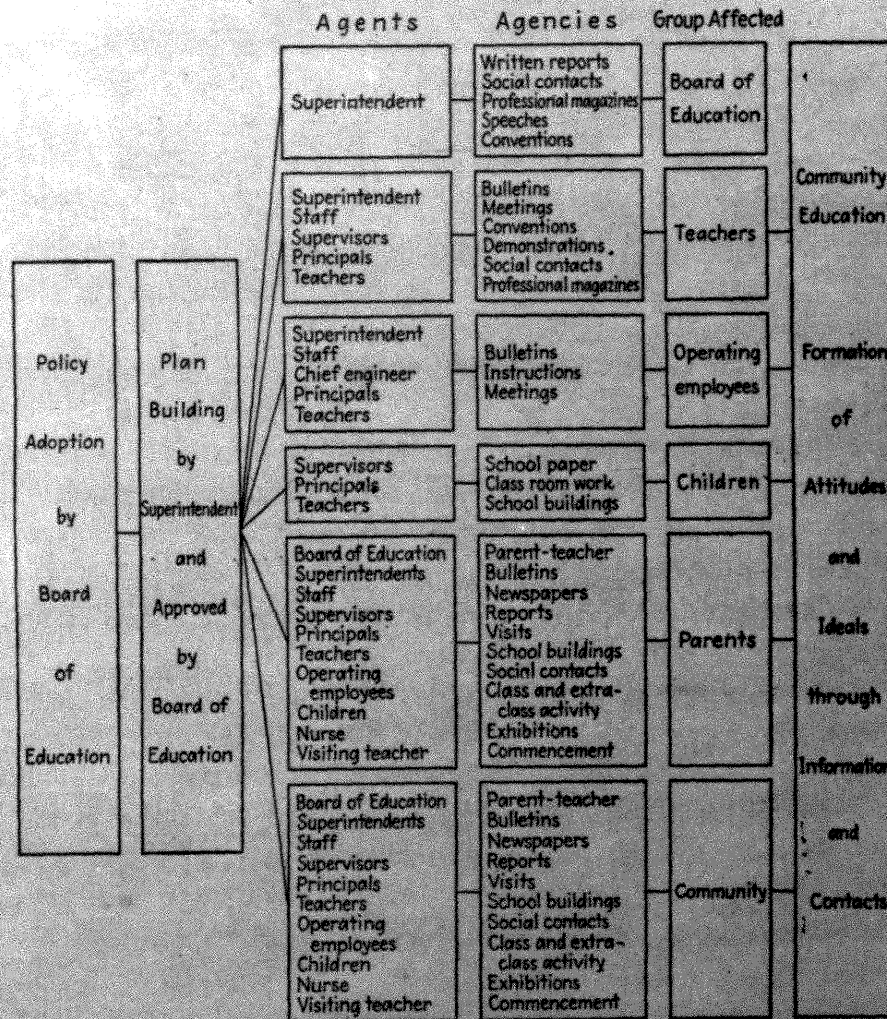 Agents
Agencies
Group Affected
Policy
Adoption
by
Board
of
Education
Plan
Building
by
Superintendent
and
Approved
by
Board of
Education
Superintendent
Written reports
Social contacts
Professional magazines
Speeches
Conventions
Board of
Education
Superintendent
Staff
Supervisors
Principals
Teachers
Bulletins
Meetings
Conventions
Demonstrations
Social contacts
Professional magazines
Teachers
Superintendent
Staff
Chief engineer
Principals
Teachers
Bulletins
Instructions
Meetings
Operating
employees
Supervisors
Principals
Teachers
School paper
Class room work
School buildings
Children
Board of Education
Superintendents
Staff
Supervisors
Principals
Teachers
Operating
employees
Children
Nurse
Visiting teacher
Parent-teacher
Bulletins
Newspapers
Reports
Visits
School buildings
Social contacts
Class and extra-
class activity
Exhibitions
Commencement
Parents
Board of Education
Superintendents
Staff
Supervisors
Principals
Teachers
Operating
employees
Children
Nurse
Visiting teacher
Parent-teacher
Bulletins
Newspapers
Reports
Visits
School buildings
Social contacts
Class and extra-
class activity
Exhibitions
Commencement
Community
Community
Education
Formation
of
Attitudes
and
Ideals
through
Information
and
Contacts